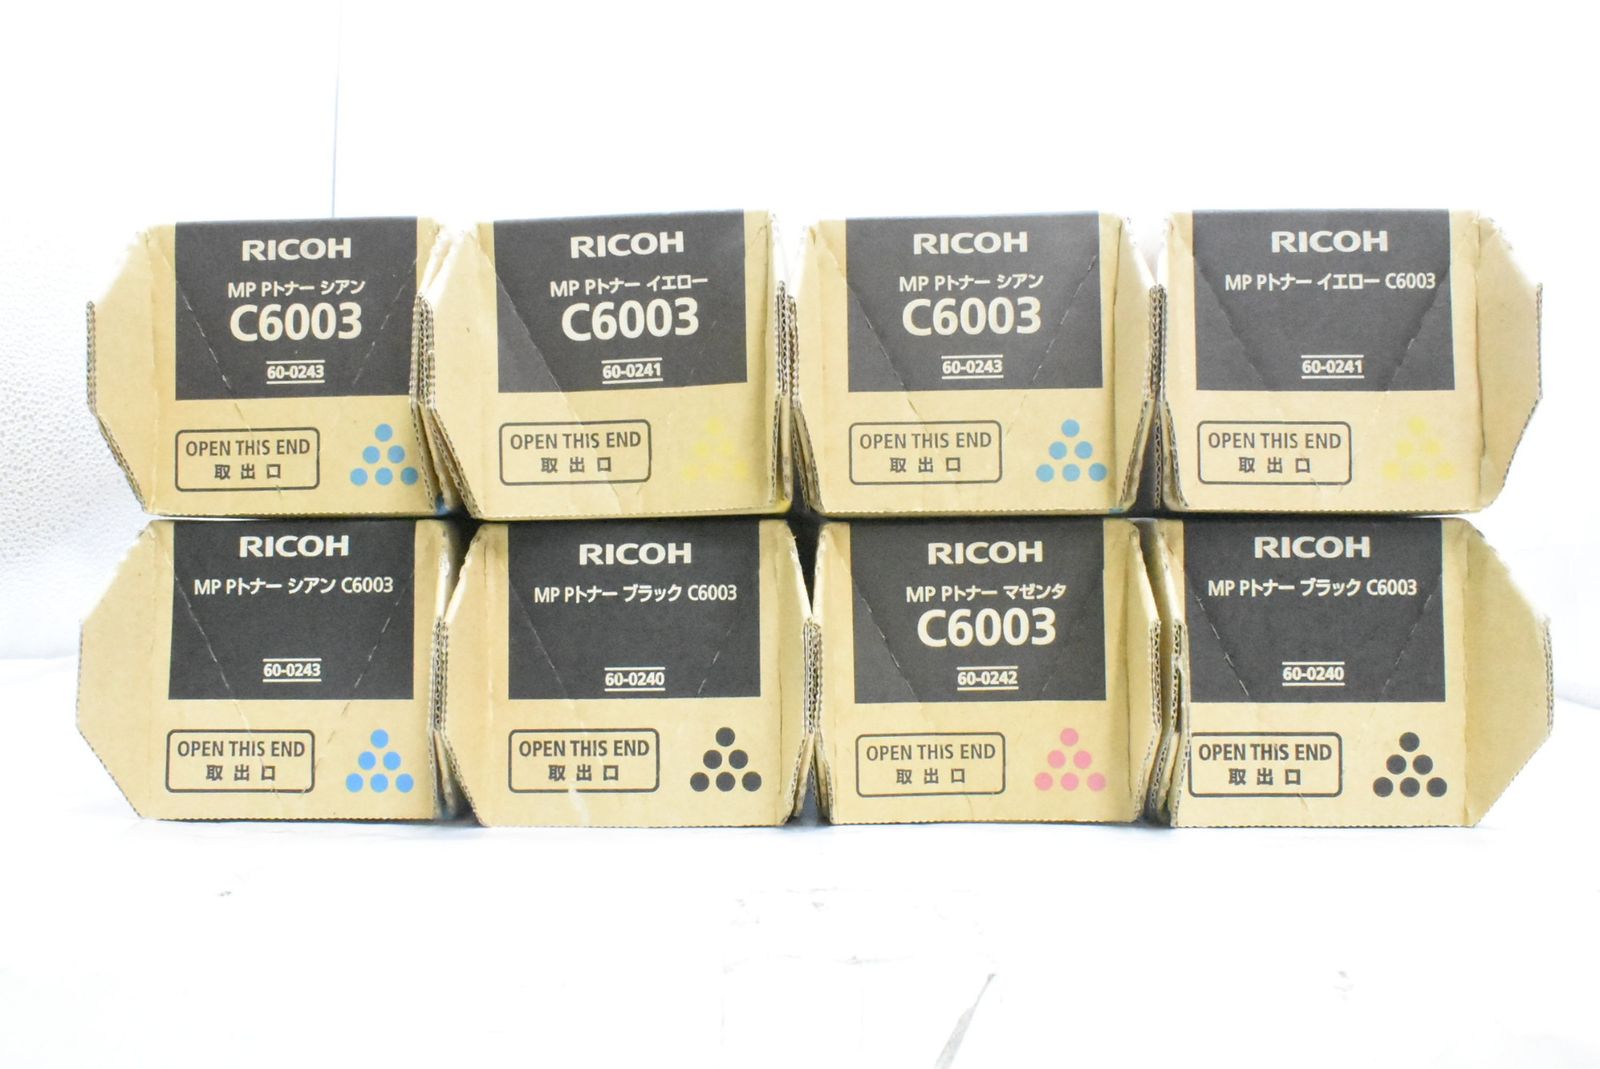 RICOH
MP Pトナー シアン
C6003
60-0243
OPEN THIS END
取出口
RICOH
MP Pトナー イエロー
C6003
60-0241
OPEN THIS END
取出口
RICOH
MP Pトナー シアン
C6003
60-0243
OPEN THIS END
取出口
RICOH
MP Pトナー イエロー C6003
60-0241
OPEN THIS END
取出口
RICOH
MP Pトナー シアン C6003
60-0243
OPEN THIS END
取出口
RICOH
MP Pトナー ブラック C6003
60-0240
OPEN THIS END
取出口
RICOH
MP Pトナー マゼンタ
C6003
60-0242
OPEN THIS END
取出口
RICOH
MP Pトナー ブラック C6003
60-0240
OPEN THIS END
取出口